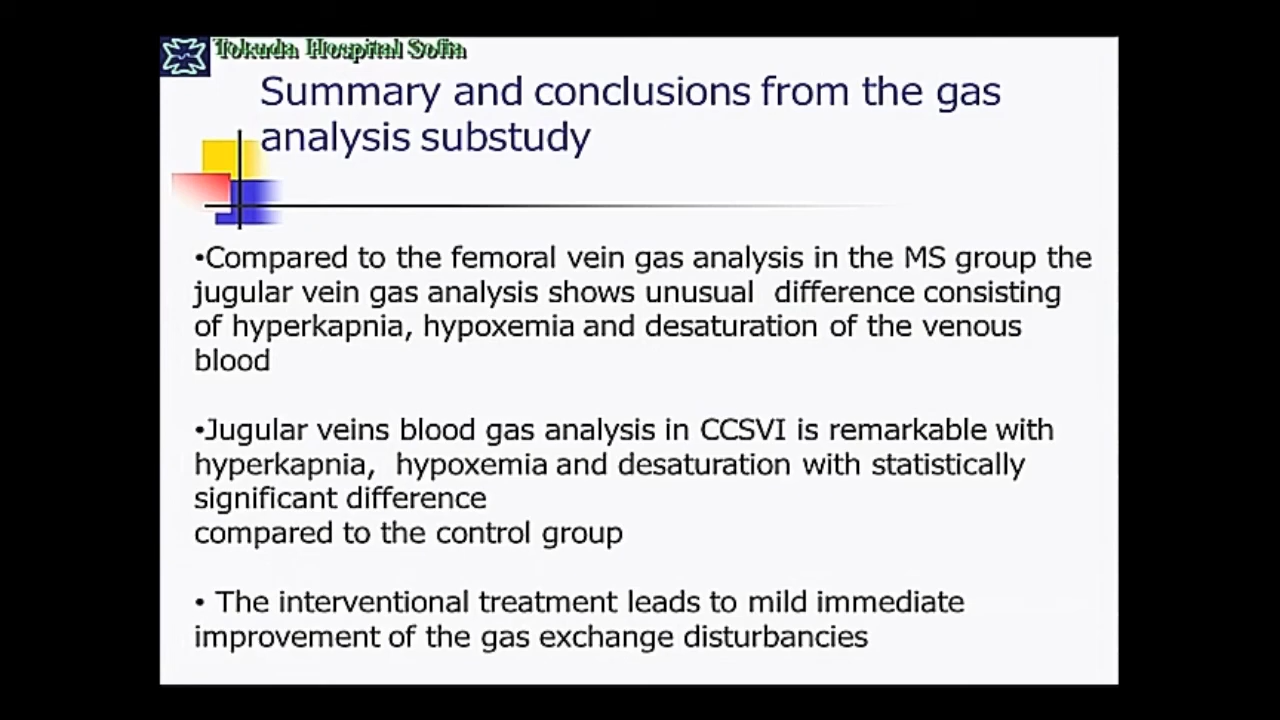 Tokuda Hospital Sofia
Summary and conclusions from the gas
analysis substudy
•Compared to the femoral vein gas analysis in the MS group the
jugular vein gas analysis shows unusual difference consisting
of hyperkapnia, hypoxemia and desaturation of the venous
blood
•Jugular veins blood gas analysis in CCSVI is remarkable with
hyperkapnia, hypoxemia and desaturation with statistically
significant difference
compared to the control group
• The interventional treatment leads to mild immediate
improvement of the gas exchange disturbancies